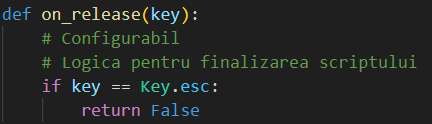 def on_release(key):
    # Configurabil
    # Logica pentru finalizarea scriptului
    if key == Key.esc:
        return False